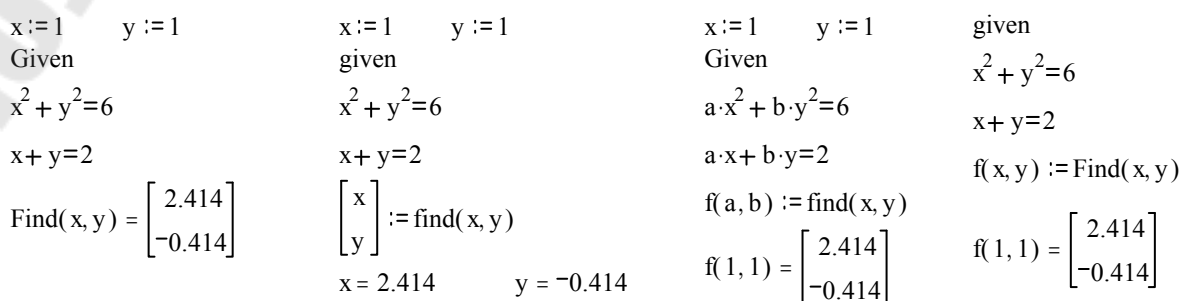 x:=1 y:=1
Given
x²+y²=6
x+y=2
Find(x,y)=[2.414
-0.414]
x:=1 y:=1
given
x²+y²=6
x+y=2
[x
y]:=find(x,y)
x=2.414 y=-0.414
x:=1 y:=1
Given
a·x²+b·y²=6
a·x+b·y=2
f(a,b):=find(x,y)
f(1,1)=[2.414
-0.414]
given
x²+y²=6
x+y=2
f(x,y):=Find(x,y)
f(1,1)=[2.414
-0.414]